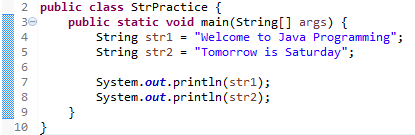 2 public class StrPractice {
3 public static void main(String[] args) {
4 String str1 = "Welcome to Java Programming";
5 String str2 = "Tomorrow is Saturday";
6
7 System.out.println(str1);
8 System.out.println(str2);
9 }
10 }